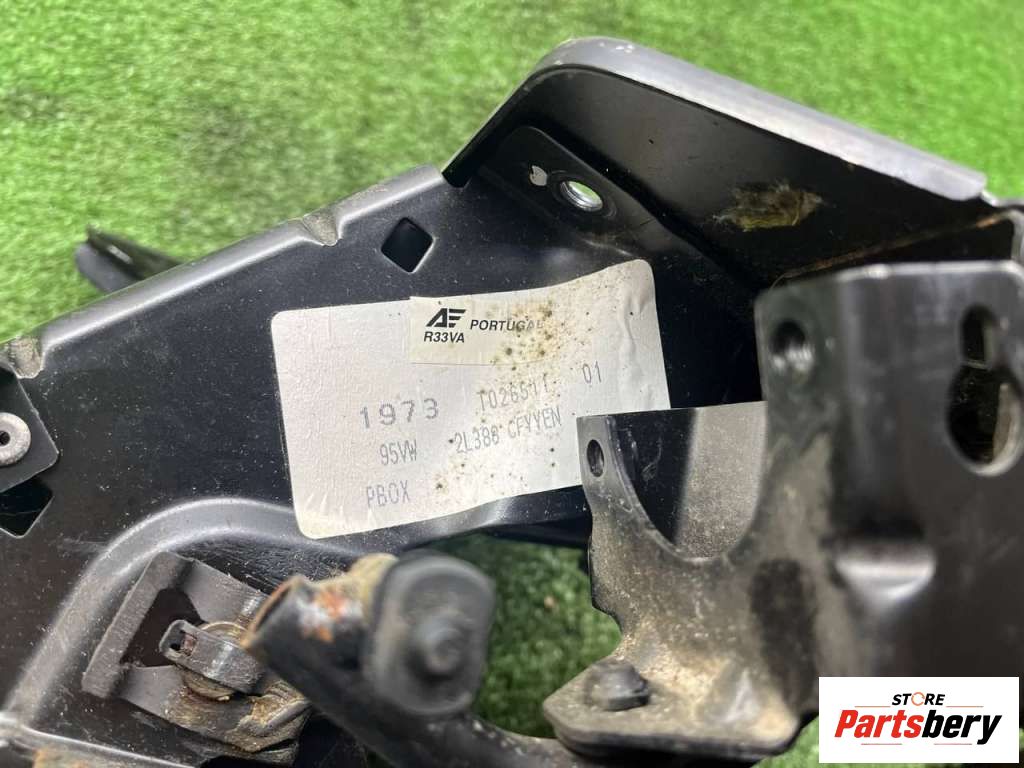 AE PORTUGAL
R33VA
1973 T026511 01
95VW 2L388 CFYYEN
PBOX
STORE
Partsbery